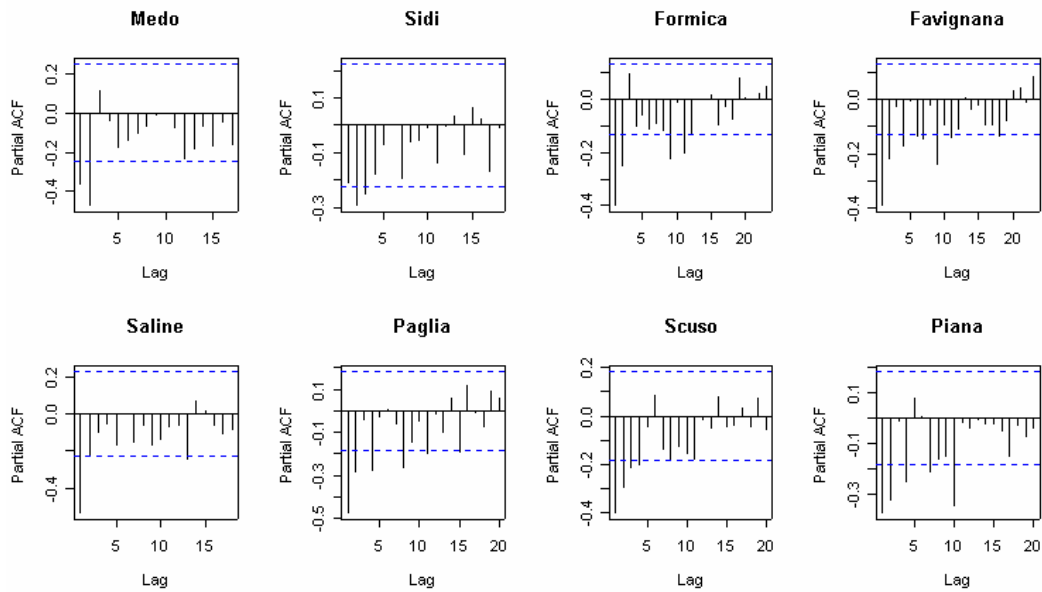 Medo
Sidi
Formica
Favignana
Partial ACF
-0.4 -0.2 0.0 0.2
5 10 15
Lag
Partial ACF
-0.3 -0.1 0.1
5 10 15
Lag
Partial ACF
-0.4 -0.2 0.0
5 10 15 20
Lag
Partial ACF
-0.4 -0.2 0.0
5 10 15 20
Lag
Saline
Paglia
Scuso
Piana
Partial ACF
-0.4 0.0 0.2
5 10 15
Lag
Partial ACF
-0.5 -0.3 -0.1 0.1
5 10 15 20
Lag
Partial ACF
-0.4 -0.2 0.0 0.2
5 10 15 20
Lag
Partial ACF
-0.3 -0.1 0.1
5 10 15 20
Lag